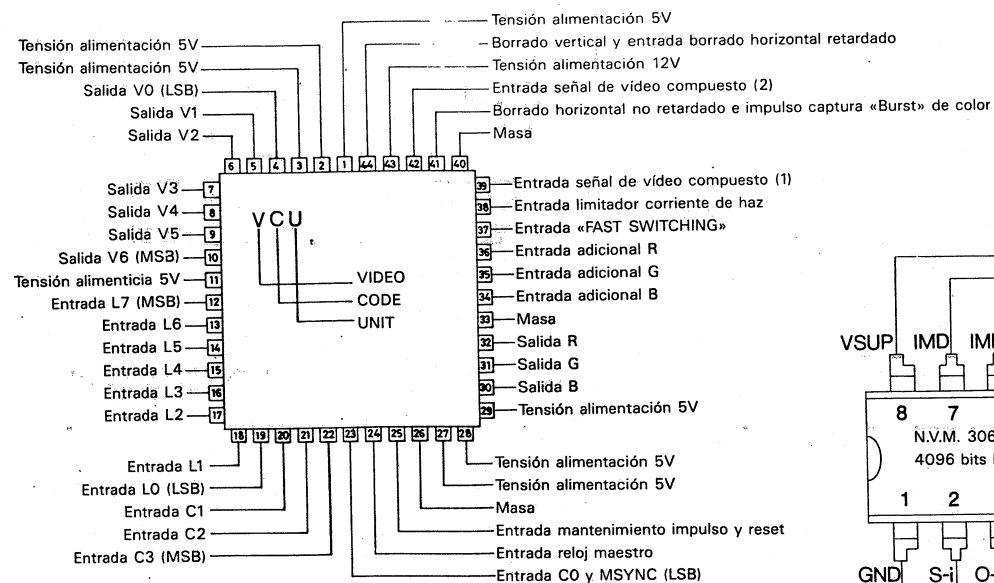 Tensión alimentación 5V
Borrado vertical y entrada borrado horizontal retardado
Tensión alimentación 12V
Entrada señal de vídeo compuesto (2)
Borrado horizontal no retardado e impulso captura «Burst» de color
Masa
Tensión alimentación 5V
Tensión alimentación 5V
Salida V0 (LSB)
Salida V1
Salida V2
6 5 4 3 2 1 44 43 42 41 40
Salida V3 7
Salida V4 8
Salida V5 9
Salida V6 (MSB) 10
Tensión alimenticia 5V 11
Entrada L7 (MSB) 12
Entrada L6 13
Entrada L5 14
Entrada L4 15
Entrada L3 16
Entrada L2 17
VCU
VIDEO
CODE
UNIT
39 Entrada señal de vídeo compuesto (1)
38 Entrada limitador corriente de haz
37 Entrada «FAST SWITCHING»
36 Entrada adicional R
35 Entrada adicional G
34 Entrada adicional B
33 Masa
32 Salida R
31 Salida G
30 Salida B
29 Tensión alimentación 5V
18 19 20 21 22 23 24 25 26 27 28
Entrada L1
Entrada L0 (LSB)
Entrada C1
Entrada C2
Entrada C3 (MSB)
Tensión alimentación 5V
Tensión alimentación 5V
Masa
Entrada mantenimiento impulso y reset
Entrada reloj maestro
Entrada C0 y MSYNC (LSB)
VSUP IMD
8 7
N.V.M. 306
4096 bits
1 2
GND S-i O-